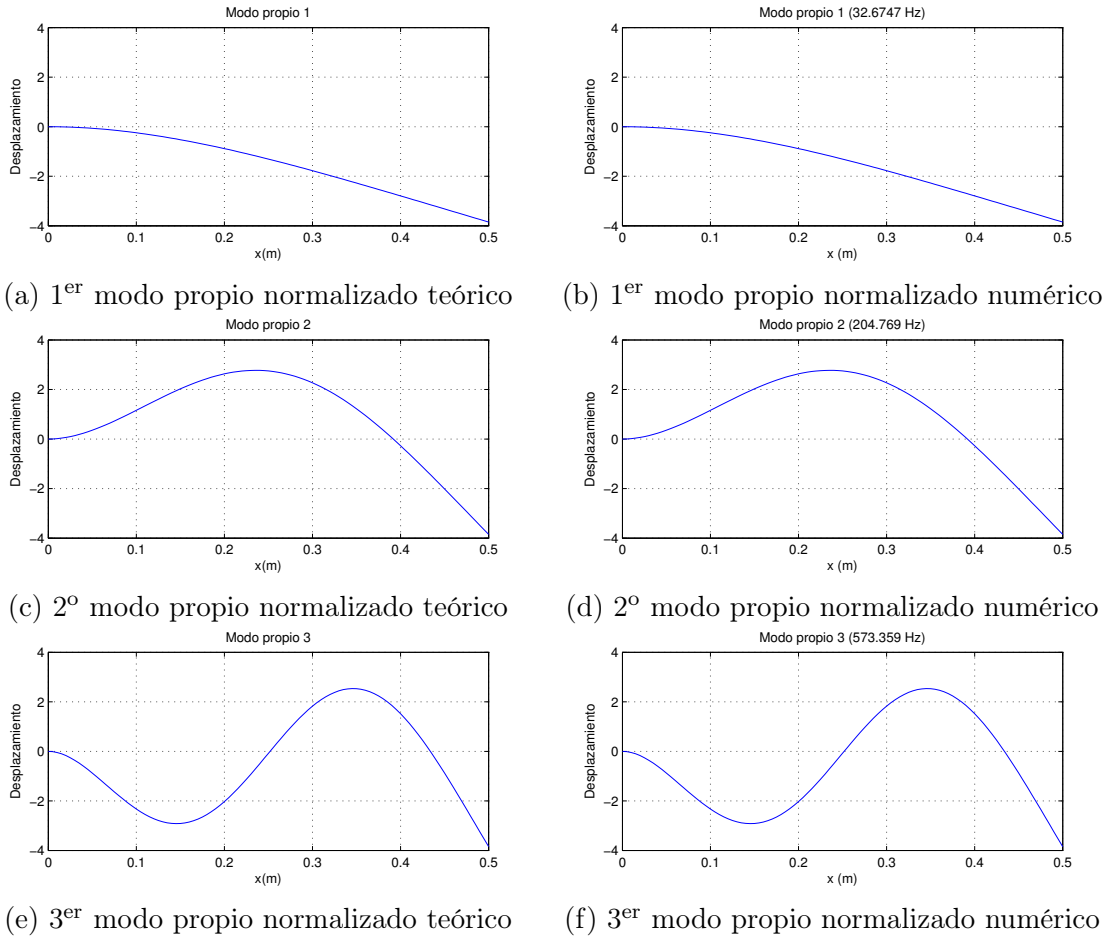 Modo propio 1
Desplazamiento
4
2
0
−2
−4
0 0.1 0.2 0.3 0.4 0.5
x(m)
Modo propio 1 (32.6747 Hz)
Desplazamiento
4
2
0
−2
−4
0 0.1 0.2 0.3 0.4 0.5
x (m)
(a) 1er modo propio normalizado teórico
(b) 1er modo propio normalizado numérico
Modo propio 2
Desplazamiento
4
2
0
−2
−4
0 0.1 0.2 0.3 0.4 0.5
x(m)
Modo propio 2 (204.769 Hz)
Desplazamiento
4
2
0
−2
−4
0 0.1 0.2 0.3 0.4 0.5
x (m)
(c) 2º modo propio normalizado teórico
(d) 2º modo propio normalizado numérico
Modo propio 3
Desplazamiento
4
2
0
−2
−4
0 0.1 0.2 0.3 0.4 0.5
x(m)
Modo propio 3 (573.359 Hz)
Desplazamiento
4
2
0
−2
−4
0 0.1 0.2 0.3 0.4 0.5
x (m)
(e) 3er modo propio normalizado teórico
(f) 3er modo propio normalizado numérico